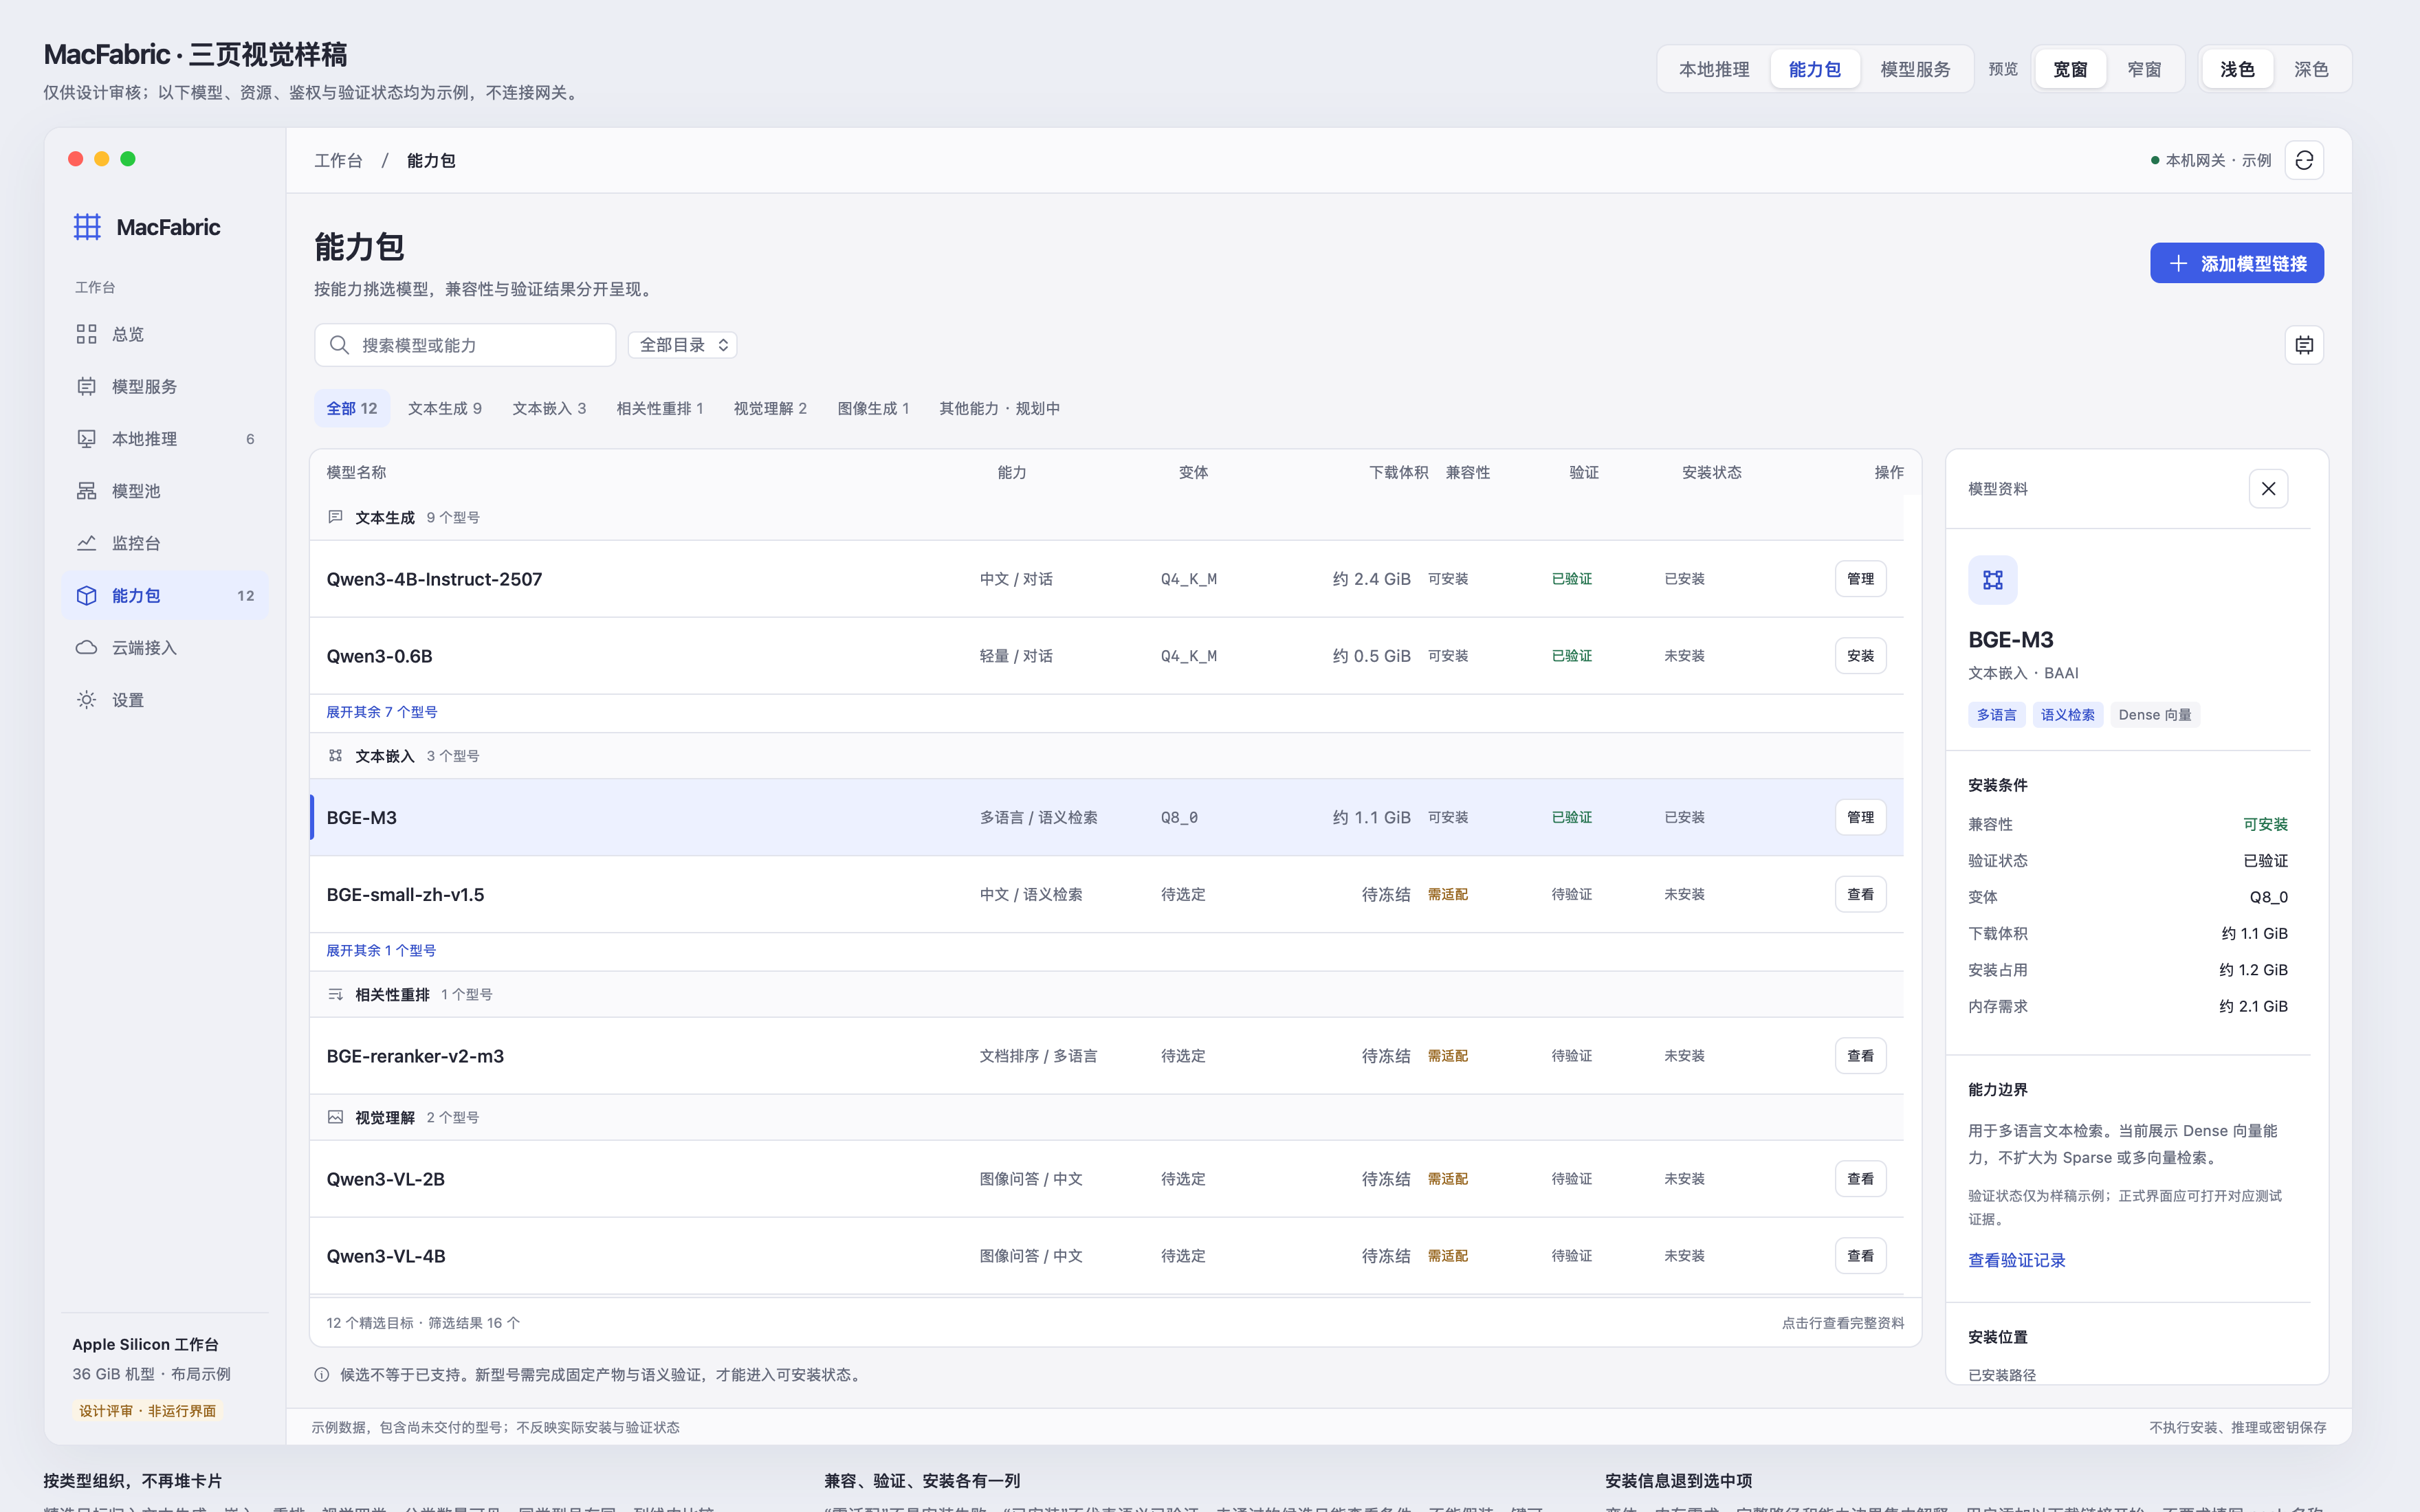 MacFabric · 三页视觉样稿
仅供设计审核；以下模型、资源、鉴权与验证状态均为示例，不连接网关。
本地推理 能力包 模型服务 预览 宽窗 窄窗 浅色 深色
工作台 / 能力包
本机网关 · 示例
MacFabric
工作台
总览
模型服务
本地推理 6
模型池
监控台
能力包 12
云端接入
设置
Apple Silicon 工作台
36 GiB 机型 · 布局示例
设计评审 · 非运行界面
能力包
按能力挑选模型，兼容性与验证结果分开呈现。
添加模型链接
搜索模型或能力 全部目录
全部 12 文本生成 9 文本嵌入 3 相关性重排 1 视觉理解 2 图像生成 1 其他能力 · 规划中
模型名称 能力 变体 下载体积 兼容性 验证 安装状态 操作
文本生成 9 个型号
Qwen3-4B-Instruct-2507 中文 / 对话 Q4_K_M 约 2.4 GiB 可安装 已验证 已安装 管理
Qwen3-0.6B 轻量 / 对话 Q4_K_M 约 0.5 GiB 可安装 已验证 未安装 安装
展开其余 7 个型号
文本嵌入 3 个型号
BGE-M3 多语言 / 语义检索 Q8_0 约 1.1 GiB 可安装 已验证 已安装 管理
BGE-small-zh-v1.5 中文 / 语义检索 待选定 待冻结 需适配 待验证 未安装 查看
展开其余 1 个型号
相关性重排 1 个型号
BGE-reranker-v2-m3 文档排序 / 多语言 待选定 待冻结 需适配 待验证 未安装 查看
视觉理解 2 个型号
Qwen3-VL-2B 图像问答 / 中文 待选定 待冻结 需适配 待验证 未安装 查看
Qwen3-VL-4B 图像问答 / 中文 待选定 待冻结 需适配 待验证 未安装 查看
12 个精选目标 · 筛选结果 16 个 点击行查看完整资料
候选不等于已支持。新型号需完成固定产物与语义验证，才能进入可安装状态。
模型资料
BGE-M3
文本嵌入 · BAAI
多语言 语义检索 Dense 向量
安装条件
兼容性 可安装
验证状态 已验证
变体 Q8_0
下载体积 约 1.1 GiB
安装占用 约 1.2 GiB
内存需求 约 2.1 GiB
能力边界
用于多语言文本检索。当前展示 Dense 向量能
力，不扩大为 Sparse 或多向量检索。
验证状态仅为样稿示例；正式界面应可打开对应测试
证据。
查看验证记录
安装位置
已安装路径
示例数据，包含尚未交付的型号；不反映实际安装与验证状态 不执行安装、推理或密钥保存
按类型组织，不再堆卡片 兼容、验证、安装各有一列 安装信息退到选中项